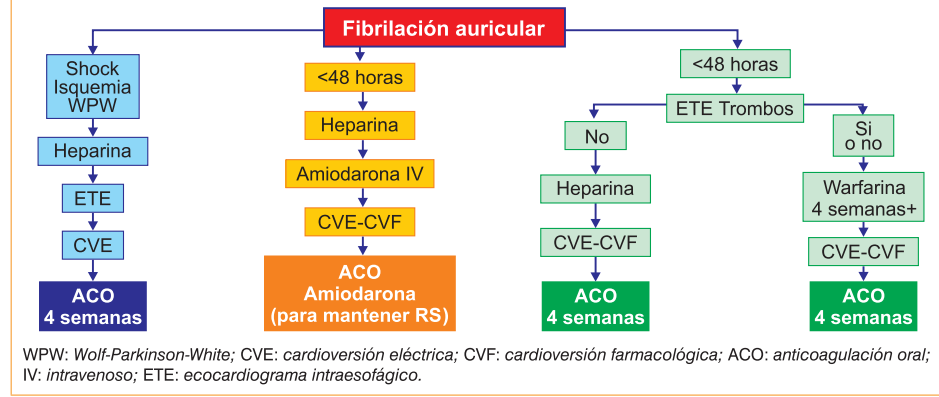 Fibrilación auricular
Shock
Isquemia
WPW
Heparina
ETE
CVE
ACO
4 semanas
<48 horas
Heparina
Amiodarona IV
CVE-CVF
ACO
Amiodarona
(para mantener RS)
<48 horas
ETE Trombos
No
Heparina
CVE-CVF
ACO
4 semanas
Si
o no
Warfarina
4 semanas+
CVE-CVF
ACO
4 semanas
WPW: Wolf-Parkinson-White; CVE: cardioversión eléctrica; CVF: cardioversión farmacológica; ACO: anticoagulación oral;
IV: intravenoso; ETE: ecocardiograma intraesofágico.